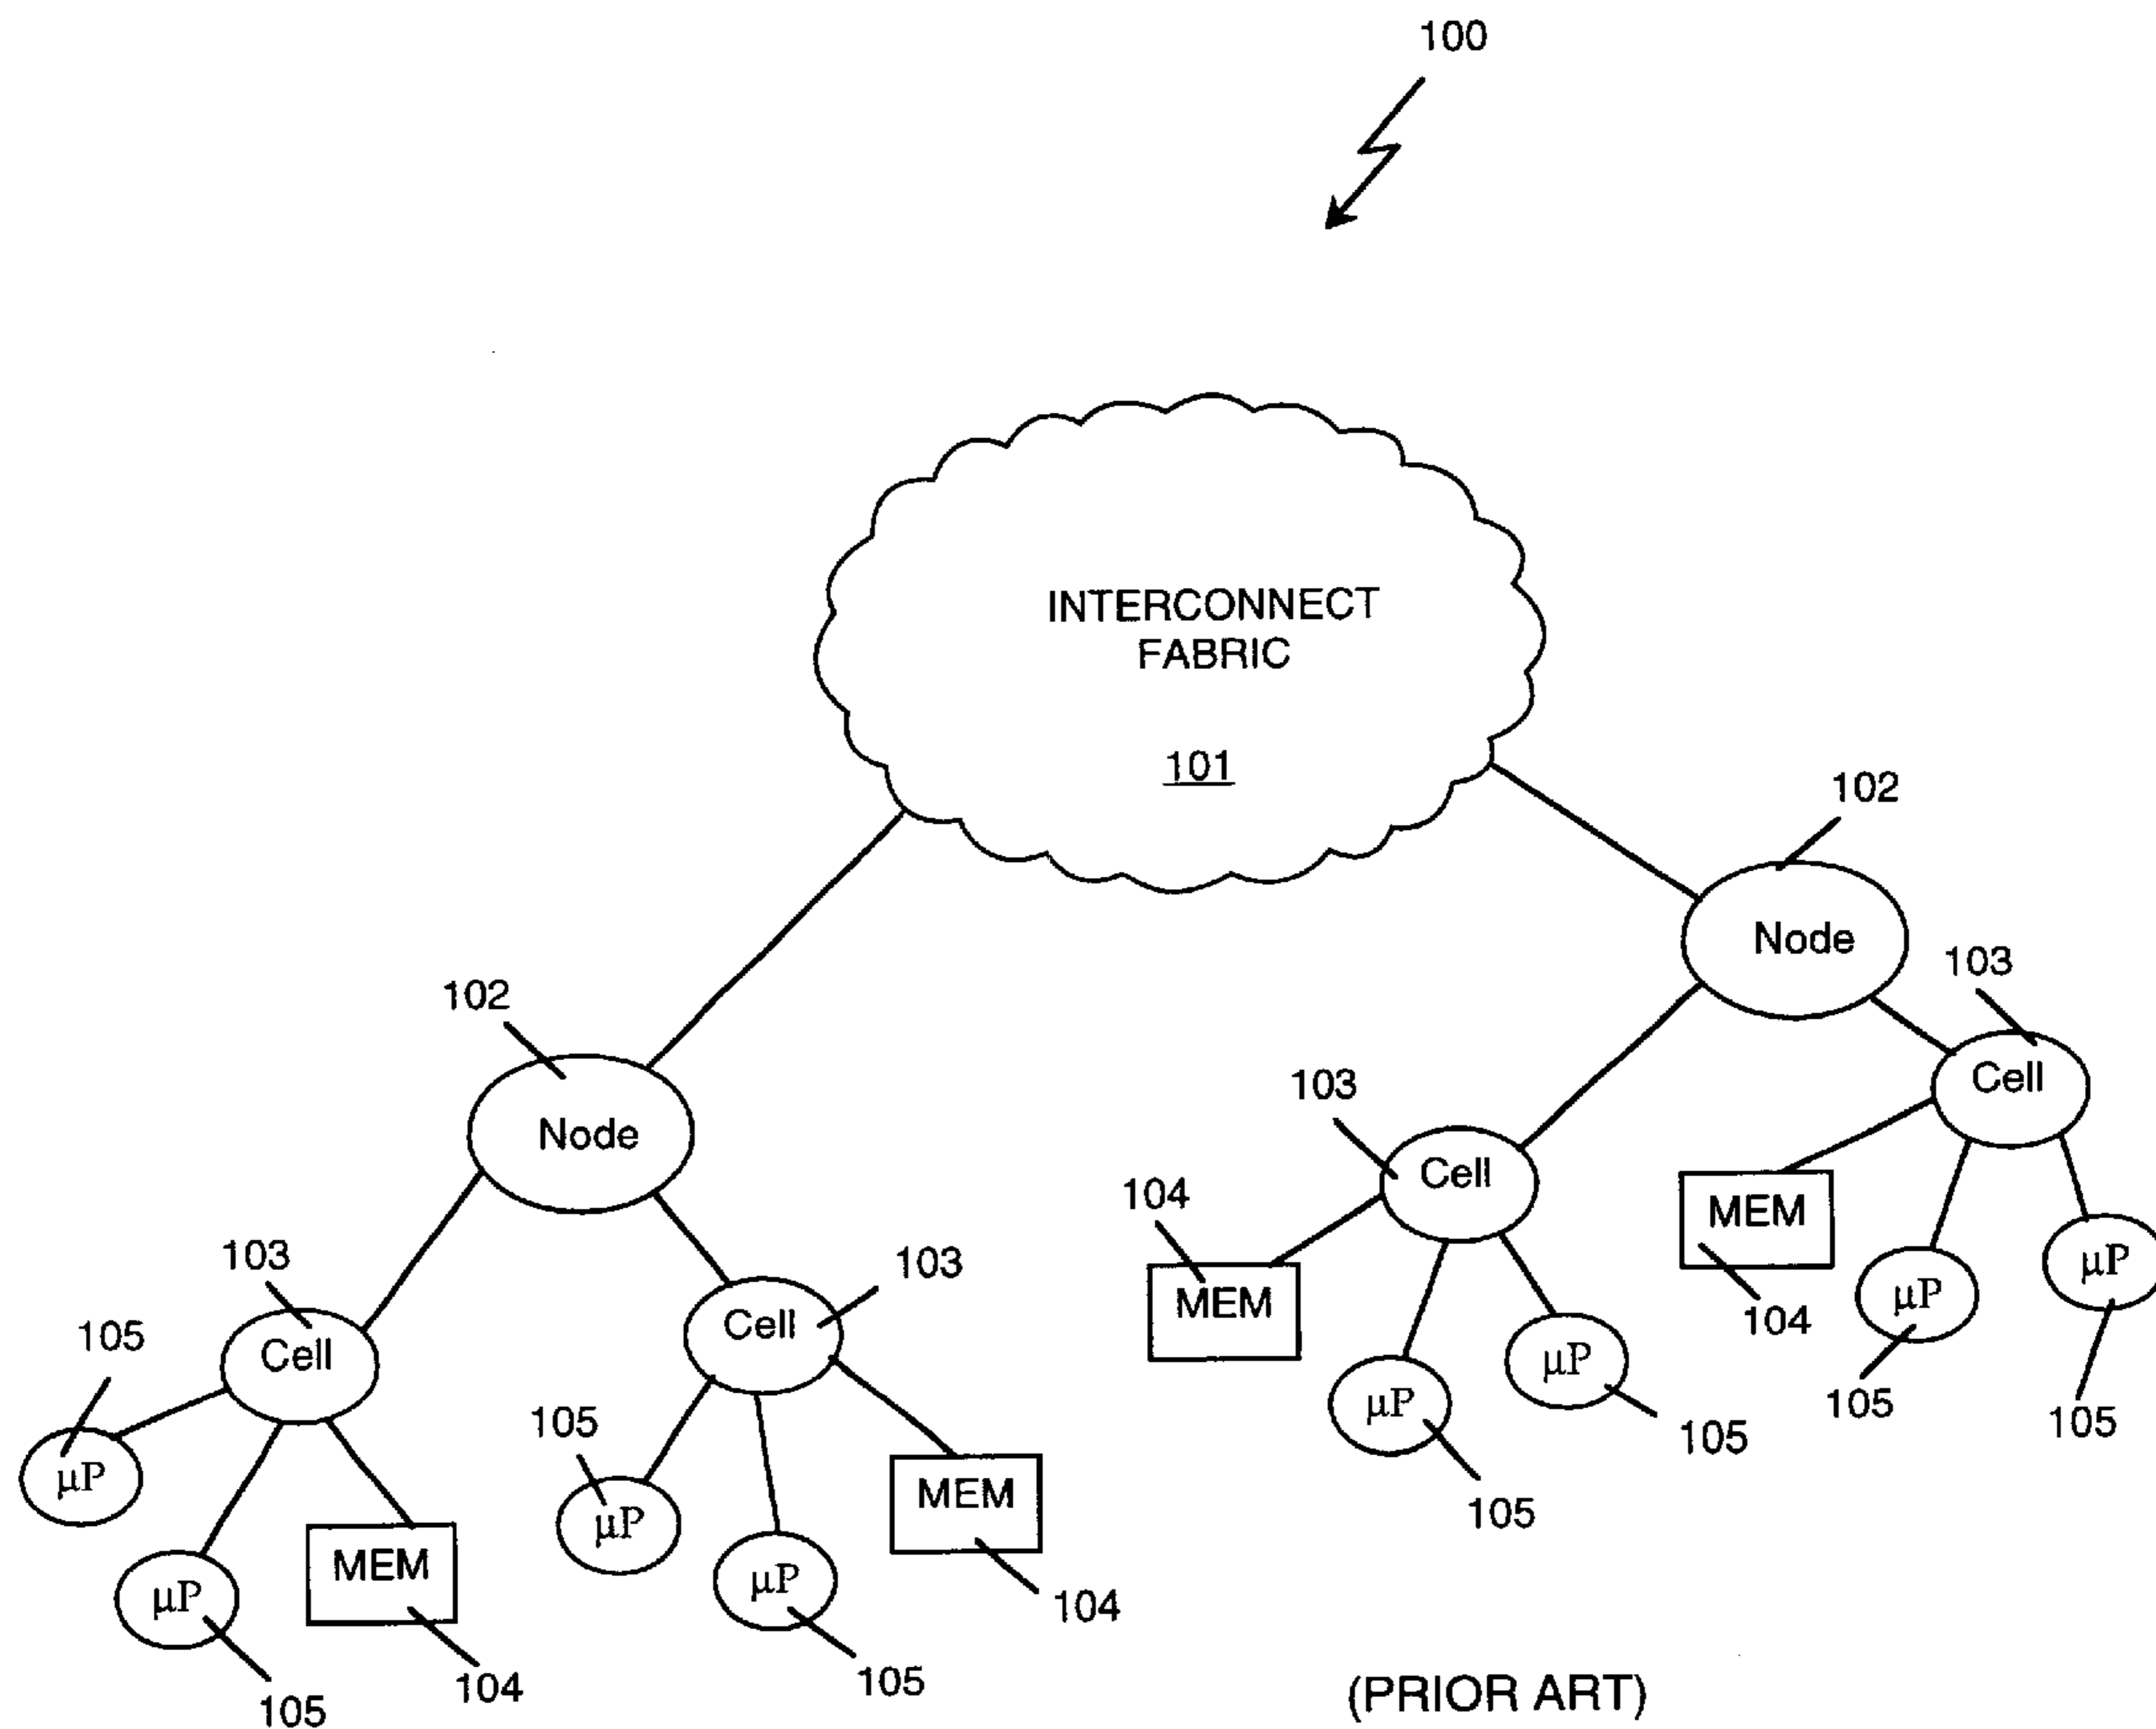 100
INTERCONNECT
FABRIC
101
102
Node
102
Node
103
Cell
103
Cell
104
MEM
MEM
104
103
Cell
103
Cell
μP
105
μP
105
105
μP
μP
105
μP
105
105
μP
105
μP
MEM
104
μP
105
MEM
104
μP
105
(PRIOR ART)